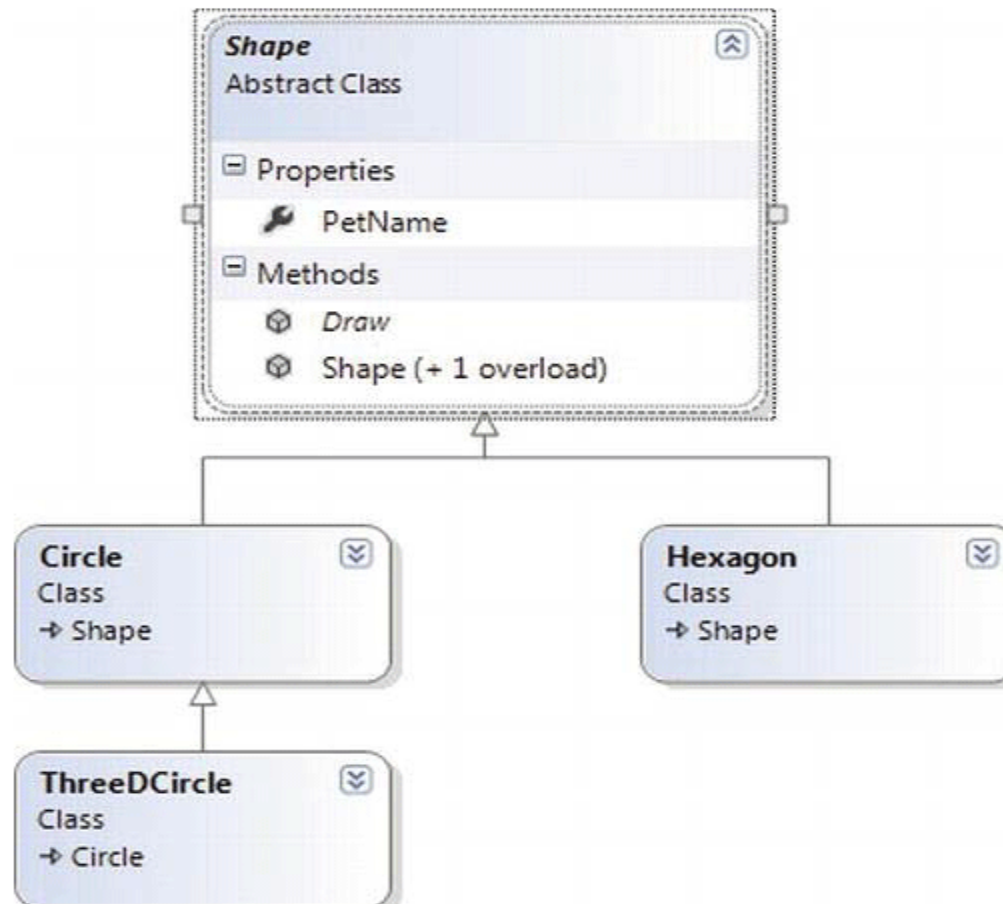 Shape
Abstract Class
Properties
PetName
Methods
Draw
Shape (+ 1 overload)
Circle
Class
Shape
Hexagon
Class
Shape
ThreeDCircle
Class
Circle